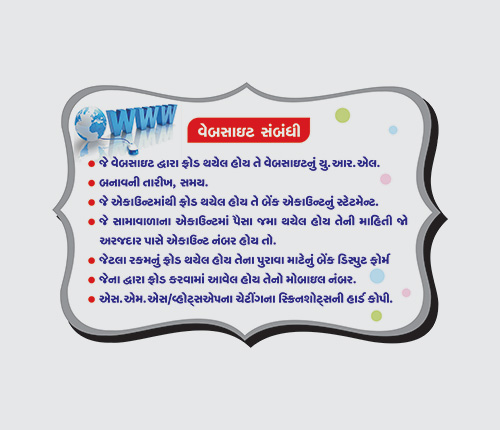 WWW
વેબસાઇટ સંબંધી
• જે વેબસાઇટ દ્વારા ફ્રોડ થયેલ હોય તે વેબસાઇટનું યુ.આર.એલ.
• બનાવની તારીખ, સમય.
• જે એકાઉન્ટમાંથી ફ્રોડ થયેલ હોય તે બેંક એકાઉન્ટનું સ્ટેટમેન્ટ.
• જે સામાવાળાના એકાઉન્ટમાં પૈસા જમા થયેલ હોય તેની માહિતી જો
અરજદાર પાસે એકાઉન્ટ નંબર હોય તો.
• જેટલા રકમનું ફ્રોડ થયેલ હોય તેના પુરાવા માટેનું બેંક ડિસ્પુટ ફોર્મ
• જેના દ્વારા ફ્રોડ કરવામાં આવેલ હોય તેનો મોબાઇલ નંબર.
• એસ.એમ.એસ/વ્હોટ્સએપના ચેટીંગના સ્ક્રિનશોટ્સની હાર્ડ કોપી.